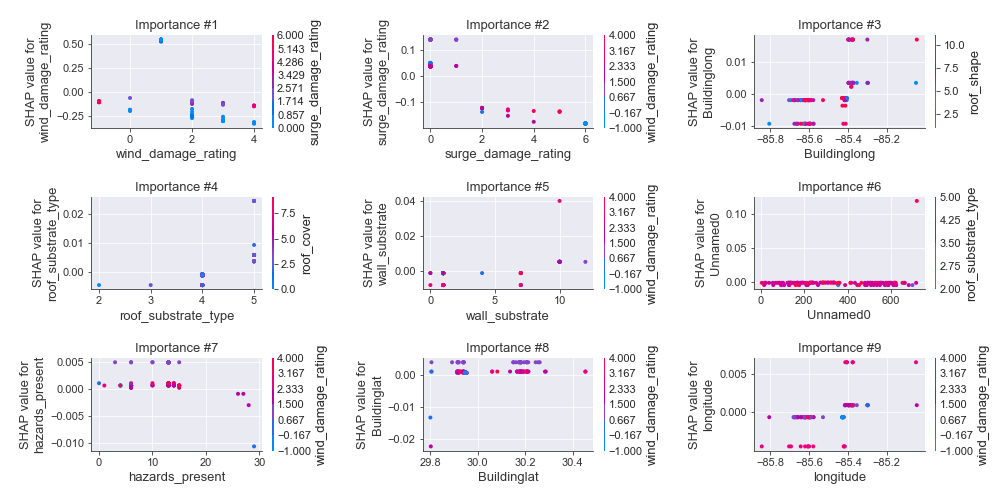 Importance #1
SHAP value for
wind_damage_rating
0.50
0.25
0.00
−0.25
0
2
4
wind_damage_rating
6.000
5.143
4.286
3.429
2.571
1.714
0.857
0.000
surge_damage_rating
Importance #2
SHAP value for
surge_damage_rating
0.1
0.0
−0.1
0
2
4
6
surge_damage_rating
4.000
3.167
2.333
1.500
0.667
−0.167
−1.000
wind_damage_rating
Importance #3
SHAP value for
Buildinglong
0.01
0.00
−0.01
−85.8
−85.6
−85.4
−85.2
Buildinglong
10.0
7.5
5.0
2.5
roof_shape
Importance #4
SHAP value for
roof_substrate_type
0.02
0.01
0.00
2
3
4
5
roof_substrate_type
7.5
5.0
2.5
0.0
roof_cover
Importance #5
SHAP value for
wall_substrate
0.04
0.02
0.00
0
5
10
wall_substrate
4.000
3.167
2.333
1.500
0.667
−0.167
−1.000
wind_damage_rating
Importance #6
SHAP value for
Unnamed0
0.10
0.05
0.00
0
200
400
600
Unnamed0
5.00
4.25
3.50
2.75
2.00
roof_substrate_type
Importance #7
SHAP value for
hazards_present
0.005
0.000
−0.005
−0.010
0
10
20
30
hazards_present
4.000
3.167
2.333
1.500
0.667
−0.167
−1.000
wind_damage_rating
Importance #8
SHAP value for
Buildinglat
0.00
−0.01
−0.02
29.8
30.0
30.2
30.4
Buildinglat
4.000
3.167
2.333
1.500
0.667
−0.167
−1.000
wind_damage_rating
Importance #9
SHAP value for
longitude
0.005
0.000
−85.8
−85.6
−85.4
−85.2
longitude
4.000
3.167
2.333
1.500
0.667
−0.167
−1.000
wind_damage_rating